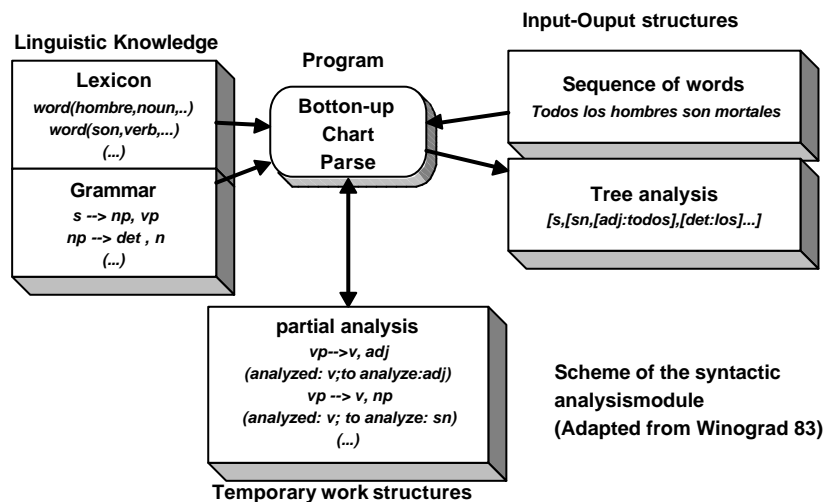 Linguistic Knowledge
Lexicon
word(hombre,noun,..)
word(son,verb,...)
(...)
Grammar
s --> np, vp
np --> det , n
(...)
Program
Botton-up
Chart
Parse
Input-Ouput structures
Sequence of words
Todos los hombres son mortales
Tree analysis
[s,[sn,[adj:todos],[det:los]...]
partial analysis
vp-->v, adj
(analyzed: v;to analyze:adj)
vp --> v, np
(analyzed: v; to analyze: sn)
(...)
Temporary work structures
Scheme of the syntactic
analysismodule
(Adapted from Winograd 83)